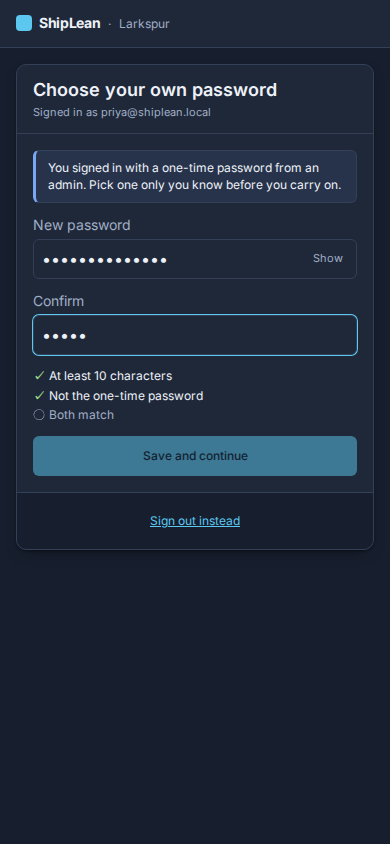 ShipLean · Larkspur
Choose your own password
Signed in as priya@shiplean.local
You signed in with a one-time password from an
admin. Pick one only you know before you carry on.
New password
●●●●●●●●●●●●●● Show
Confirm
●●●●●
✓ At least 10 characters
✓ Not the one-time password
○ Both match
Save and continue
Sign out instead